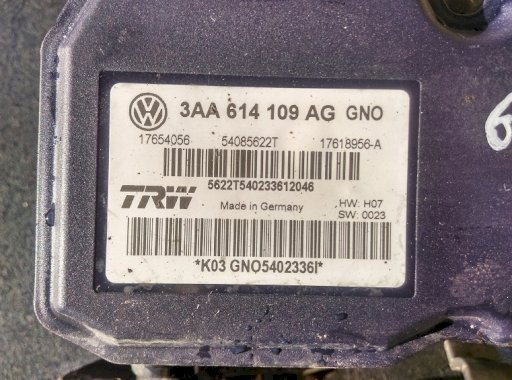 3AA 614 109 AG GNO
17654056 54085622T 17618956-A
5622T540233612046
TRW Made in Germany HW: H07
SW: 0023
*K03 GNO5402336I*